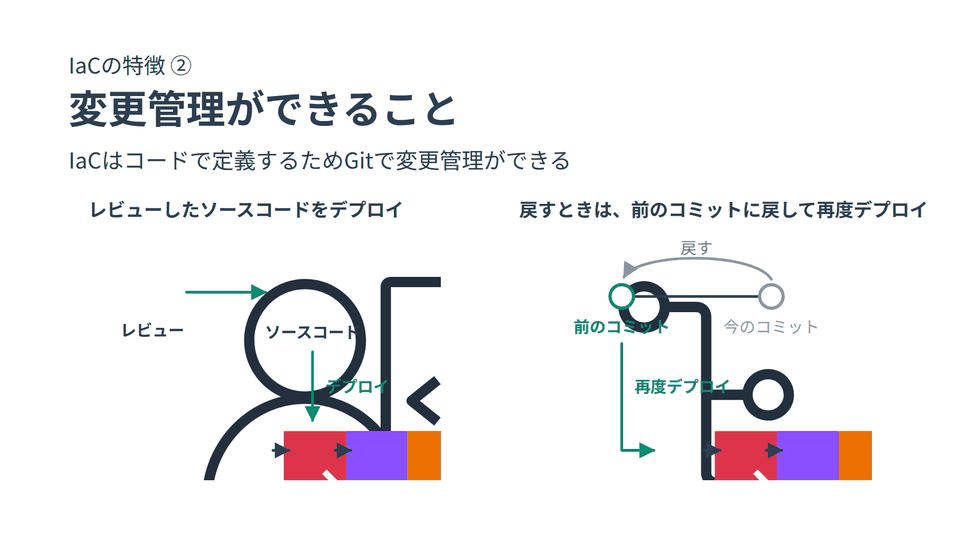 IaCの特徴 ②
変更管理ができること
IaCはコードで定義するためGitで変更管理ができる
レビューしたソースコードをデプロイ
戻すときは、前のコミットに戻して再度デプロイ
戻す
レビュー
ソースコード
前のコミット
今のコミット
デプロイ
再度デプロイ